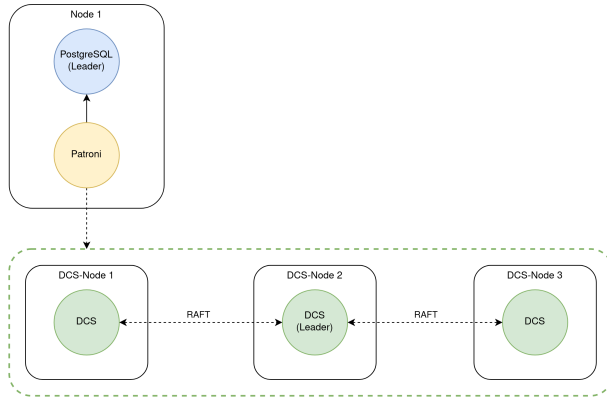 Node 1
PostgreSQL
(Leader)
Patroni
DCS-Node 1
DCS-Node 2
DCS-Node 3
DCS
RAFT
DCS
(Leader)
RAFT
DCS